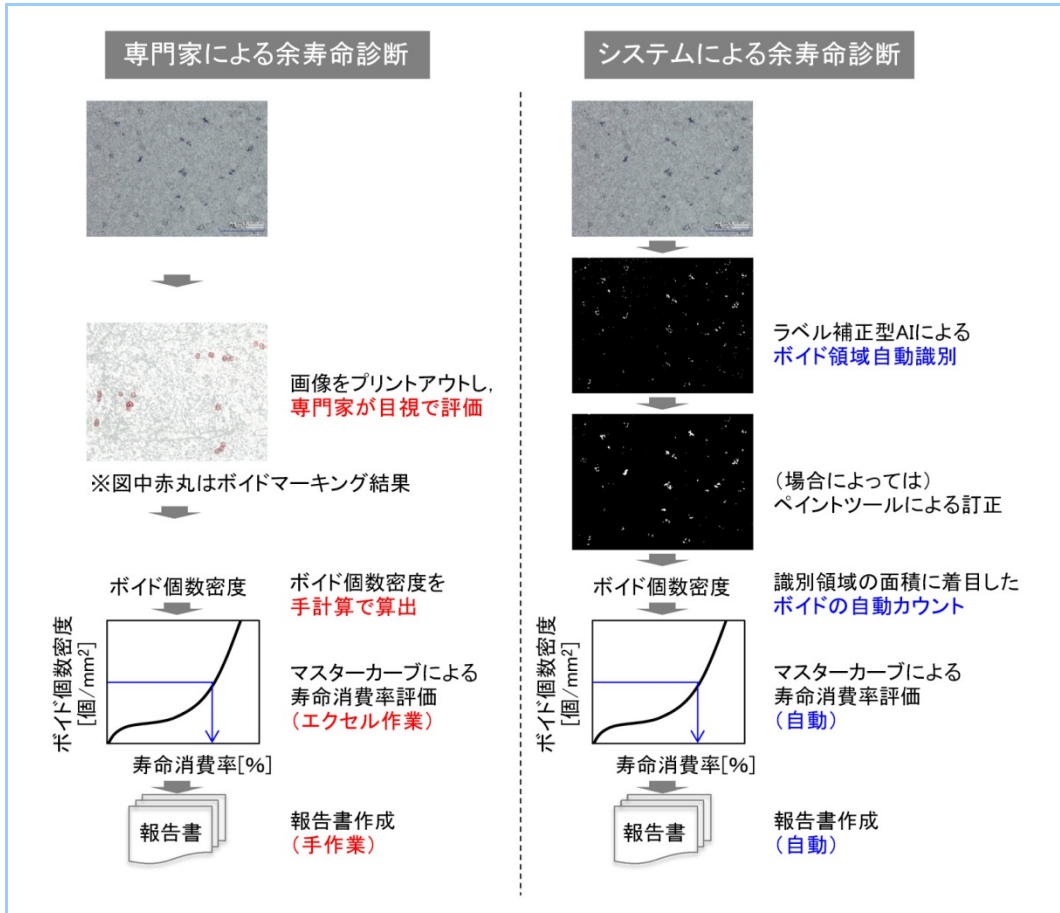 専門家による余寿命診断
画像をプリントアウトし,
専門家が目視で評価
※図中赤丸はボイドマーキング結果
ボイド個数密度
ボイド個数密度を
手計算で算出
ボイド個数密度
[個/mm²]
寿命消費率[%]
マスターカーブによる
寿命消費率評価
(エクセル作業)
報告書
報告書作成
(手作業)
システムによる余寿命診断
ラベル補正型AIによる
ボイド領域自動識別
(場合によっては)
ペイントツールによる訂正
ボイド個数密度
識別領域の面積に着目した
ボイドの自動カウント
ボイド個数密度
[個/mm²]
寿命消費率[%]
マスターカーブによる
寿命消費率評価
(自動)
報告書
報告書作成
(自動)